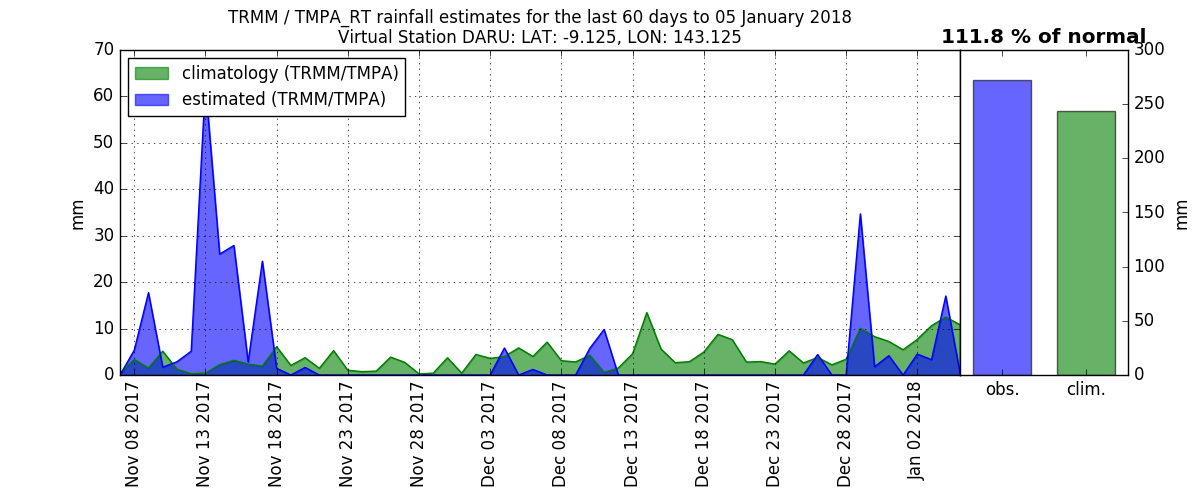 TRMM / TMPA_RT rainfall estimates for the last 60 days to 05 January 2018
Virtual Station DARU: LAT: -9.125, LON: 143.125
111.8 % of normal
climatology (TRMM/TMPA)
estimated (TRMM/TMPA)
70
60
50
40
30
20
10
0
mm
Nov 08 2017
Nov 13 2017
Nov 18 2017
Nov 23 2017
Nov 28 2017
Dec 03 2017
Dec 08 2017
Dec 13 2017
Dec 18 2017
Dec 23 2017
Dec 28 2017
Jan 02 2018
300
250
200
150
100
50
0
mm
obs.
clim.